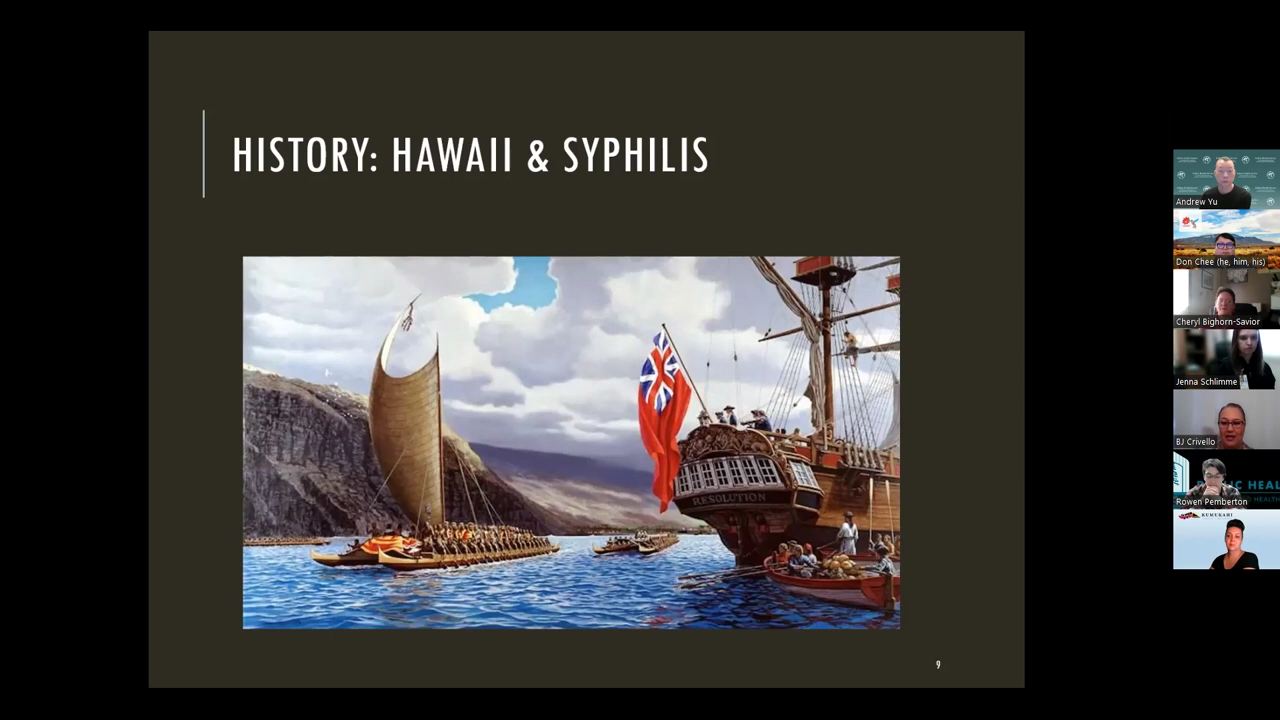 HISTORY: HAWAII & SYPHILIS
RESOLUTION
9
Andrew Yu
Don Chee (he, him, his)
Cheryl Bighorn-Savior
Jenna Schlimme
BJ Crivello
Rowen Pemberton
KUMUKAHI